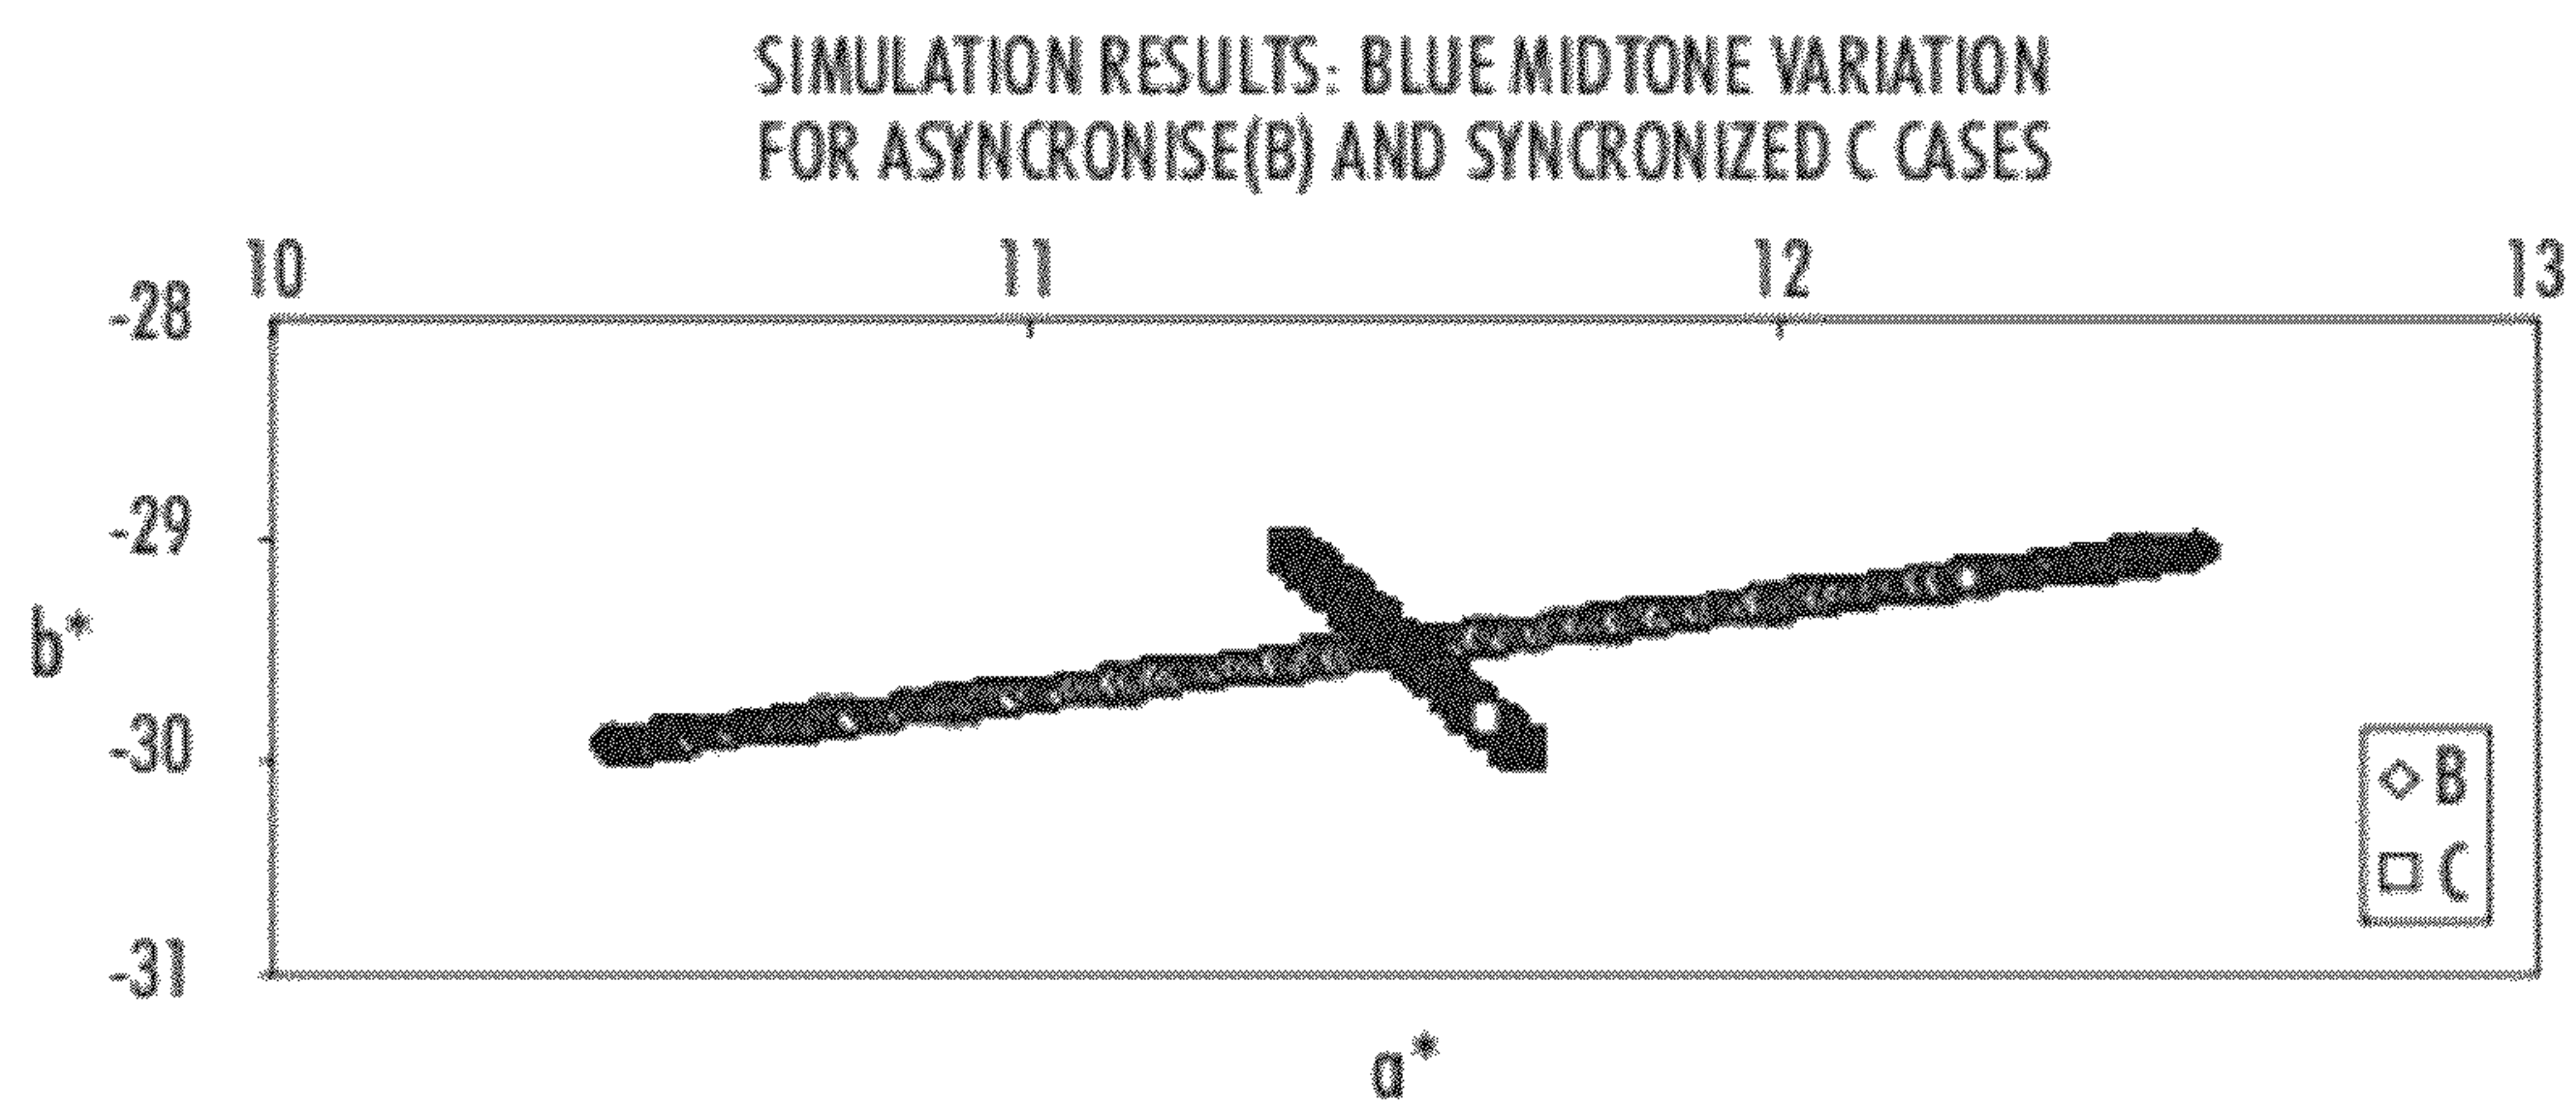 SIMULATION RESULTS: BLUE MIDTONE VARIATION
FOR ASYNCRONISE(B) AND SYNCRONIZED C CASES
10 11 12 13
-28
-29
b*
-30
-31
B
C
a*